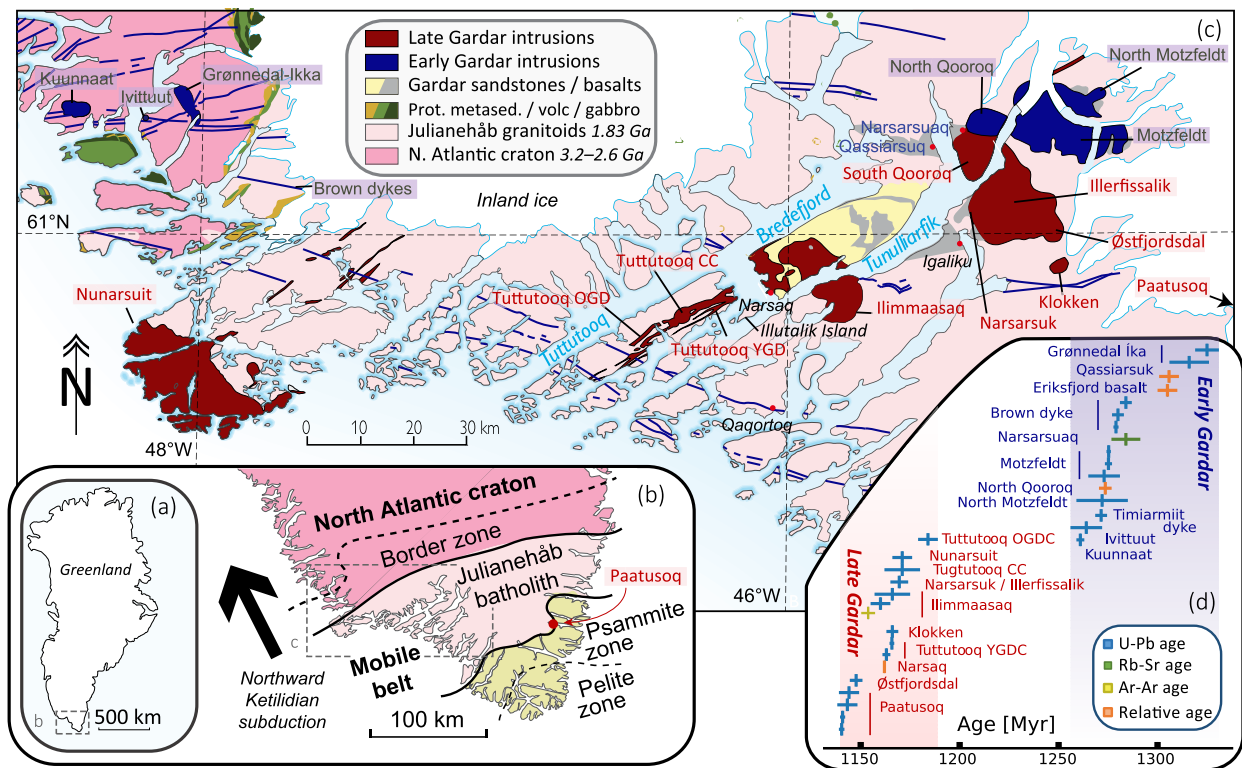 (c)
Late Gardar intrusions
Early Gardar intrusions
Gardar sandstones / basalts
Prot. metased. / volc / gabbro
Julianehåb granitoids 1.83 Ga
N. Atlantic craton 3.2–2.6 Ga
Kuunnaat
Ivittuut
Grønnedal-Ikka
Brown dykes
Inland ice
61°N
North Qooroq
North Motzfeldt
Narsarsuaq
Qassiarsuq
Motzfeldt
South Qooroq
Illerfissalik
Bredefjord
Tunulliarfik
Igaliku
Østfjordsdal
Tuttutooq CC
Nunarsuit
Tuttutooq OGD
Narsaq
Ilimmaasaq
Klokken
Paatusoq
Illutalik Island
Narsarsuk
Tuttutooq
Tuttutooq YGD
N
Qaqortoq
0 10 20 30 km
48°W
46°W
(a)
Greenland
b
500 km
(b)
North Atlantic craton
Border zone
Julianehåb
batholith
Paatusoq
c
Psammite
zone
Mobile
belt
Pelite
zone
Northward
Ketilidian
subduction
100 km
Grønnedal Íka
Qassiarsuk
Eriksfjord basalt
Brown dyke
Narsarsuaq
Motzfeldt
North Qooroq
North Motzfeldt
Timiarmiit
dyke
Ivittuut
Kuunnaat
Early Gardar
Tuttutooq OGDC
Nunarsuit
Tugtutooq CC
Narsarsuk / Illerfissalik
Ilimmaasaq
Late Gardar
Klokken
Tuttutooq YGDC
Narsaq
Østfjordsdal
Paatusoq
(d)
U-Pb age
Rb-Sr age
Ar-Ar age
Relative age
Age [Myr]
1150 1200 1250 1300